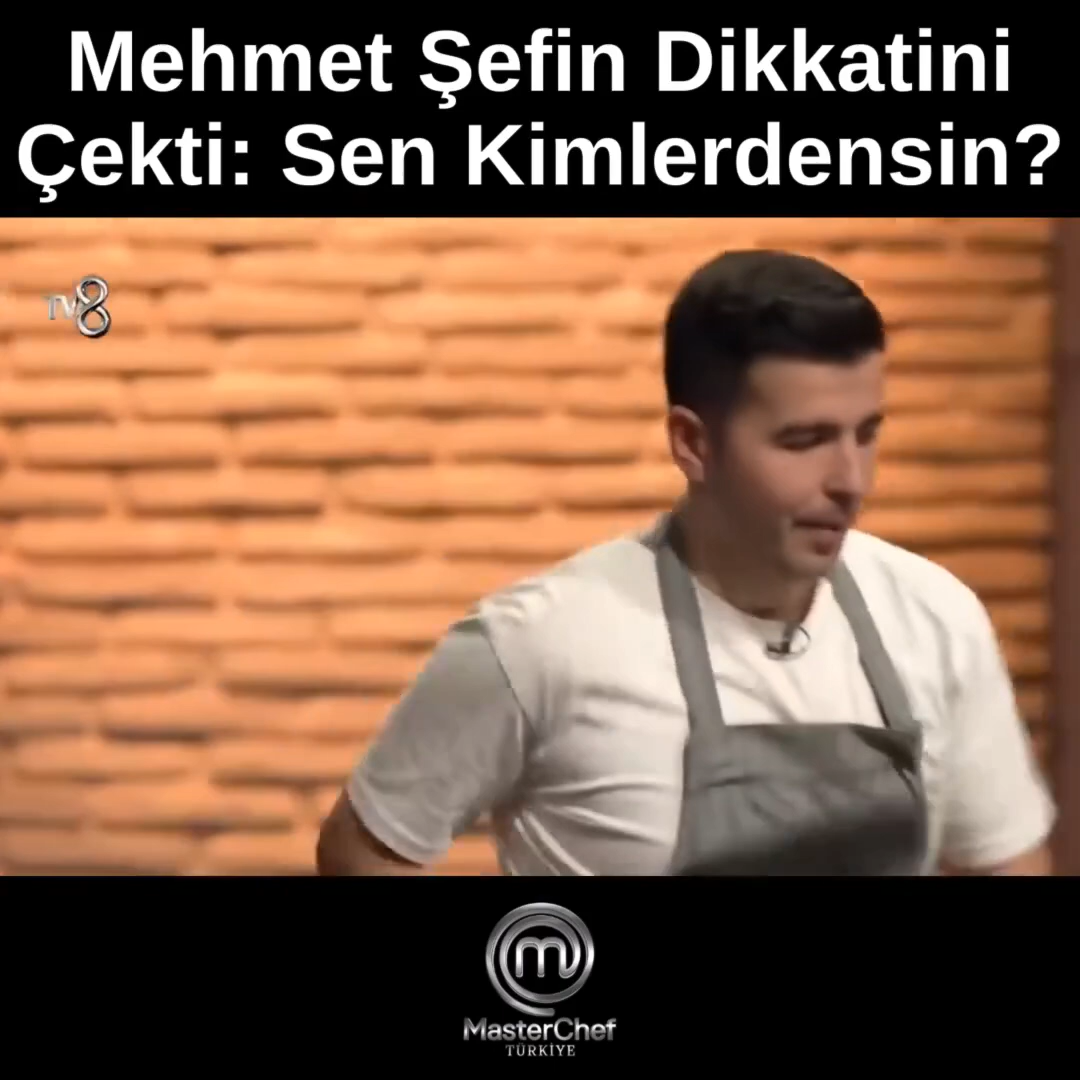 Mehmet Şefin Dikkatini
Çekti: Sen Kimlerdensin?
TV8
MasterChef
TÜRKİYE